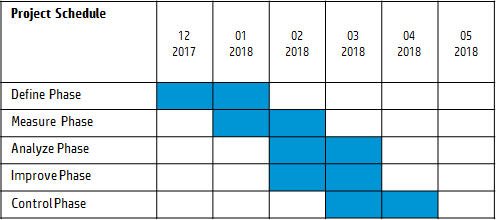 Project Schedule
12 01 02 03 04 05
2017 2018 2018 2018 2018 2018
Define Phase
Measure Phase
Analyze Phase
Improve Phase
Control Phase